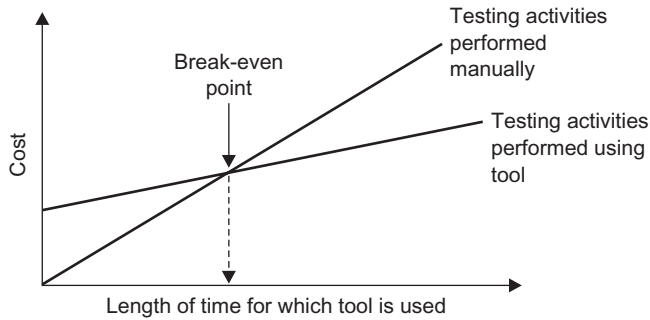 Testing activities
performed
manually
Break-even
point
Testing activities
performed using
tool
Cost
Length of time for which tool is used